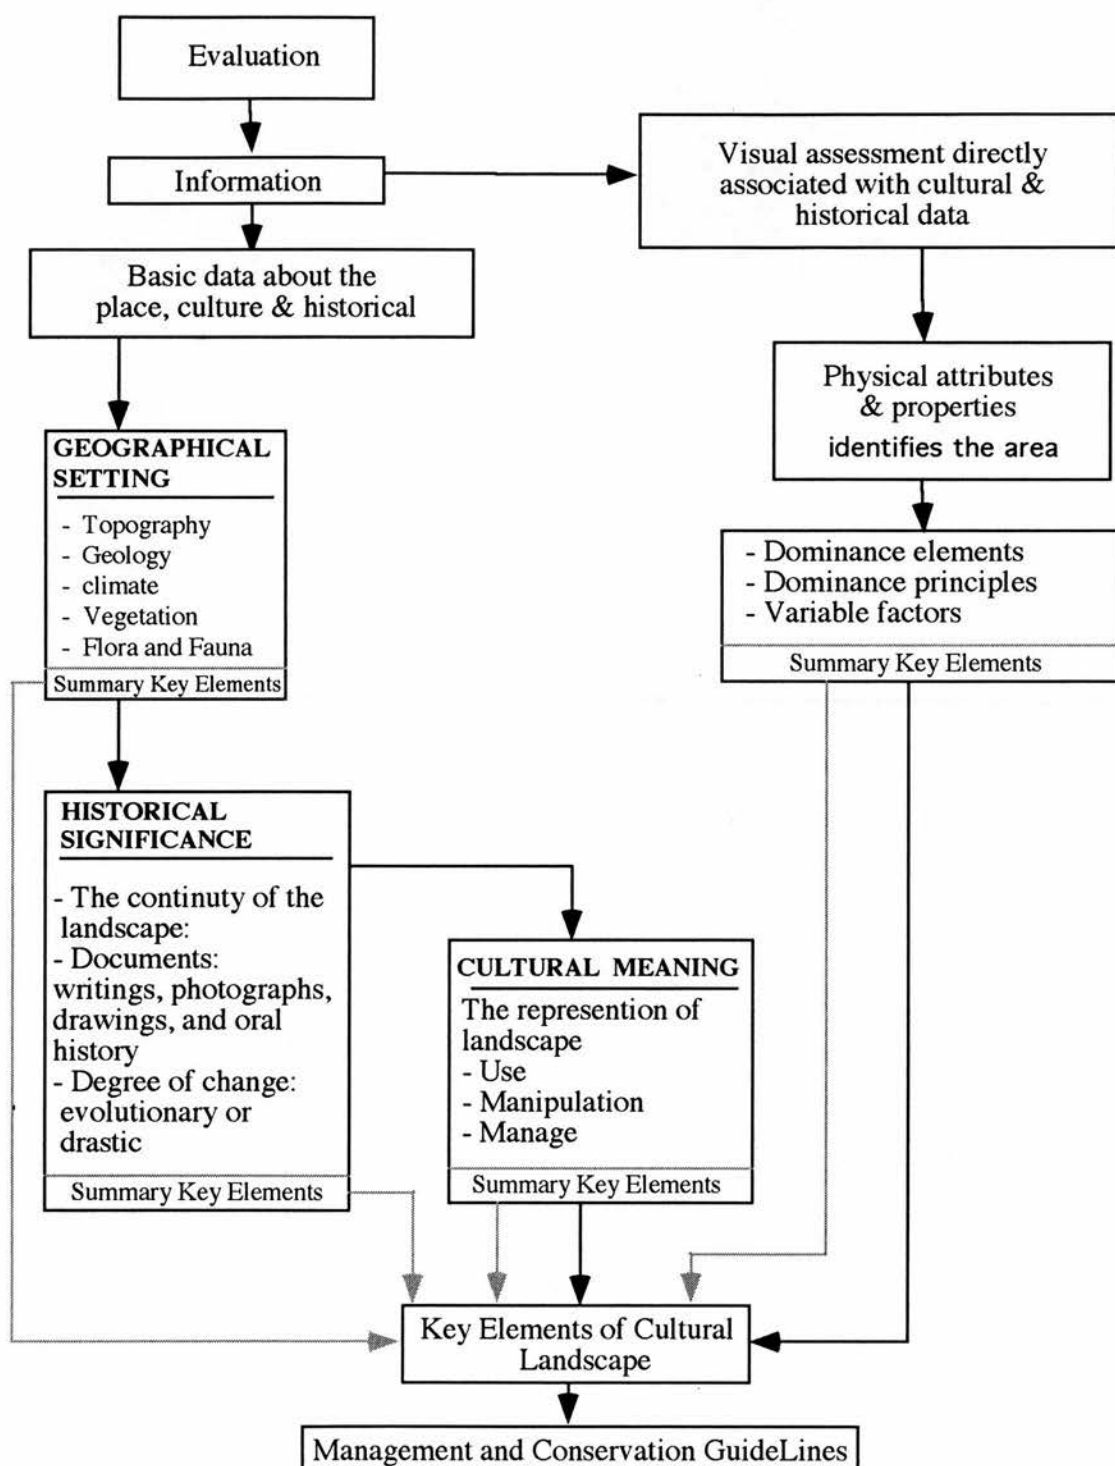 Evaluation
Information
Visual assessment directly
associated with cultural &
historical data
Basic data about the
place, culture & historical
Physical attributes
& properties
identifies the area
GEOGRAPHICAL
SETTING
- Topography
- Geology
- climate
- Vegetation
- Flora and Fauna
Summary Key Elements
- Dominance elements
- Dominance principles
- Variable factors
Summary Key Elements
HISTORICAL
SIGNIFICANCE
- The continuty of the
landscape:
- Documents:
writings, photographs,
drawings, and oral
history
- Degree of change:
evolutionary or
drastic
Summary Key Elements
CULTURAL MEANING
The represention of
landscape
- Use
- Manipulation
- Manage
Summary Key Elements
Key Elements of Cultural
Landscape
Management and Conservation GuideLines